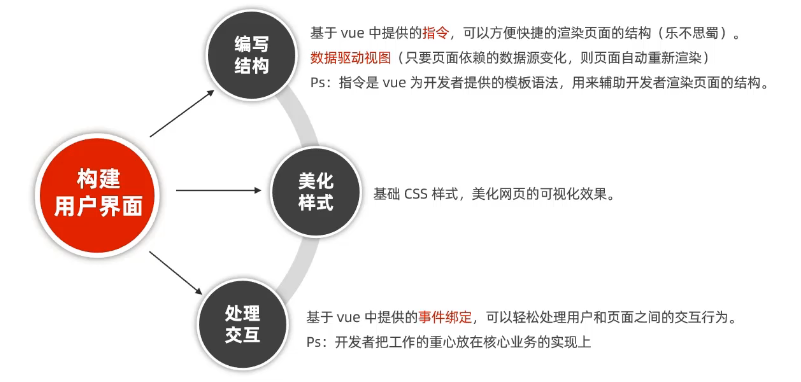 编写
结构
基于 vue 中提供的指令，可以方便快捷的渲染页面的结构（乐不思蜀）。
数据驱动视图（只要页面依赖的数据源变化，则页面自动重新渲染）
Ps：指令是 vue 为开发者提供的模板语法，用来辅助开发者渲染页面的结构。
构建
用户界面
美化
样式
基础 CSS 样式，美化网页的可视化效果。
处理
交互
基于 vue 中提供的事件绑定，可以轻松处理用户和页面之间的交互行为。
Ps：开发者把工作的重心放在核心业务的实现上